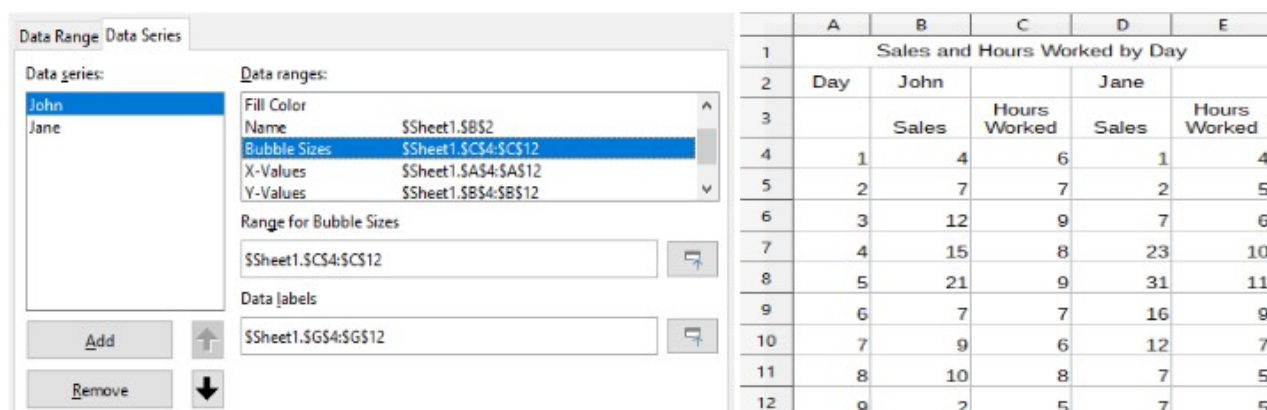 Data Range Data Series
Data series:
John
Jane
Add
Remove
Data ranges:
Fill Color
Name $Sheet1.$B$2
Bubble Sizes $Sheet1.$C$4:$C$12
X-Values $Sheet1.$A$4:$A$12
Y-Values $Sheet1.$B$4:$B$12
Range for Bubble Sizes
$Sheet1.$C$4:$C$12
Data labels
$Sheet1.$G$4:$G$12
A B C D E
1 Sales and Hours Worked by Day
2 Day John Jane
3 Sales Hours Worked Sales Hours Worked
4 1 4 6 1 4
5 2 7 7 2 5
6 3 12 9 7 6
7 4 15 8 23 10
8 5 21 9 31 11
9 6 7 7 16 9
10 7 9 6 12 7
11 8 10 8 7 5
12 9 2 5 7 5